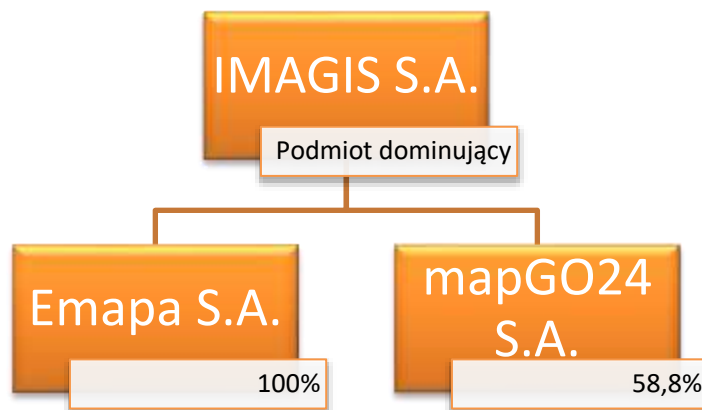 IMAGIS S.A.
Podmiot dominujący
Emapa S.A.
100%
mapGO24
S.A.
58,8%